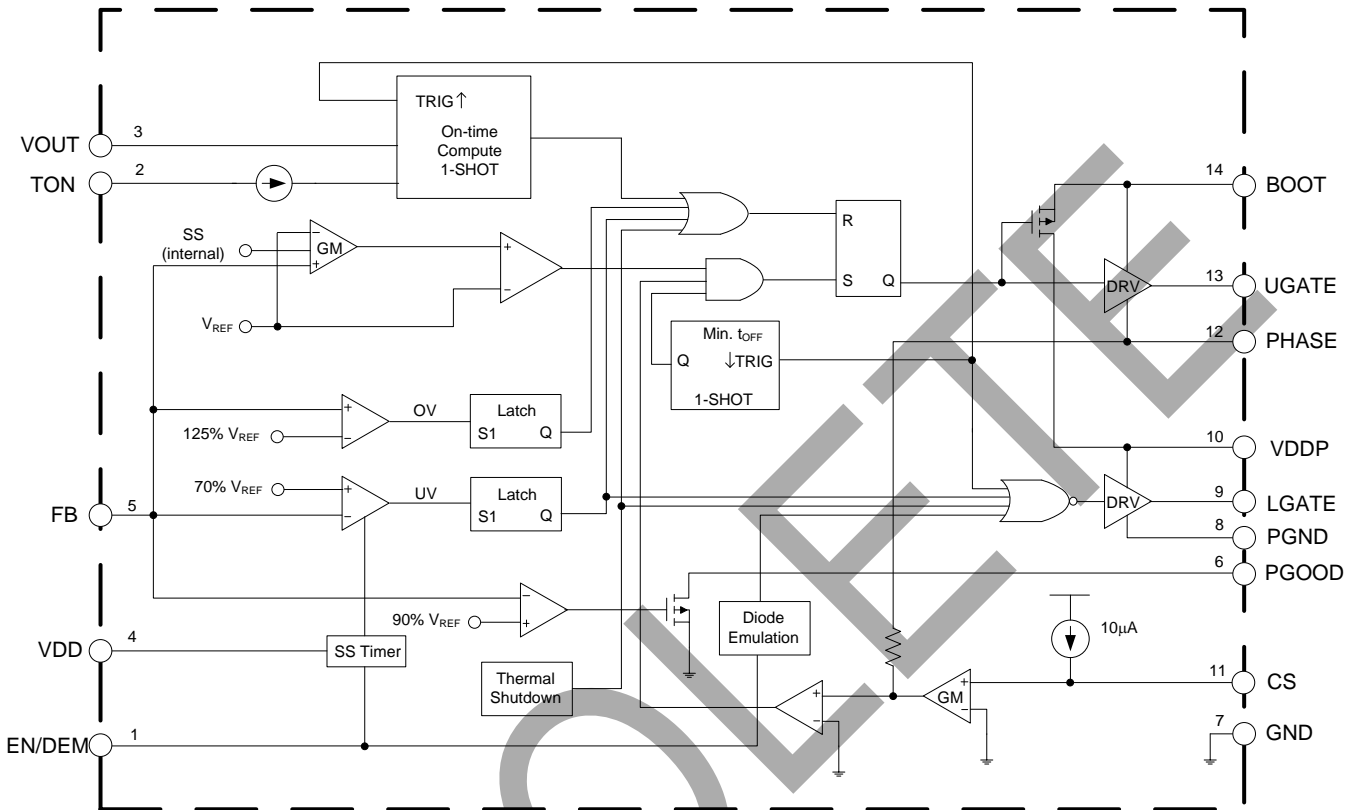 TRIG↑
On-time
Compute
1-SHOT
VOUT
3
TON
2
SS
(internal)
GM
VREF
R
S
Q
Min. tOFF
Q
↓TRIG
1-SHOT
14
BOOT
DRV
13
UGATE
12
PHASE
125% VREF
OV
Latch
S1
Q
70% VREF
UV
Latch
S1
Q
FB
5
10
VDDP
DRV
9
LGATE
8
PGND
6
PGOOD
90% VREF
Diode
Emulation
10µA
VDD
4
SS Timer
Thermal
Shutdown
GM
11
CS
7
GND
EN/DEM
1
+
−
OLETE